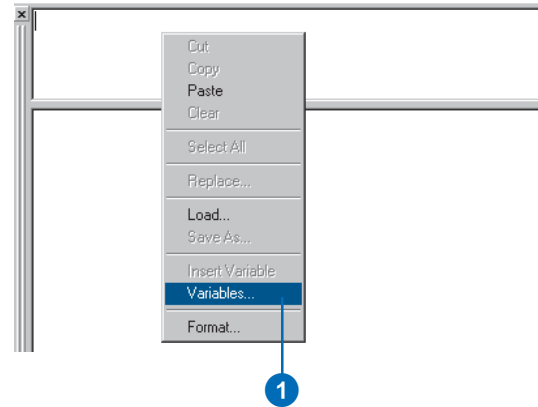 Cut
Copy
Paste
Clear
Select All
Replace...
Load...
Save As...
Insert Variable
Variables...
Format...
1